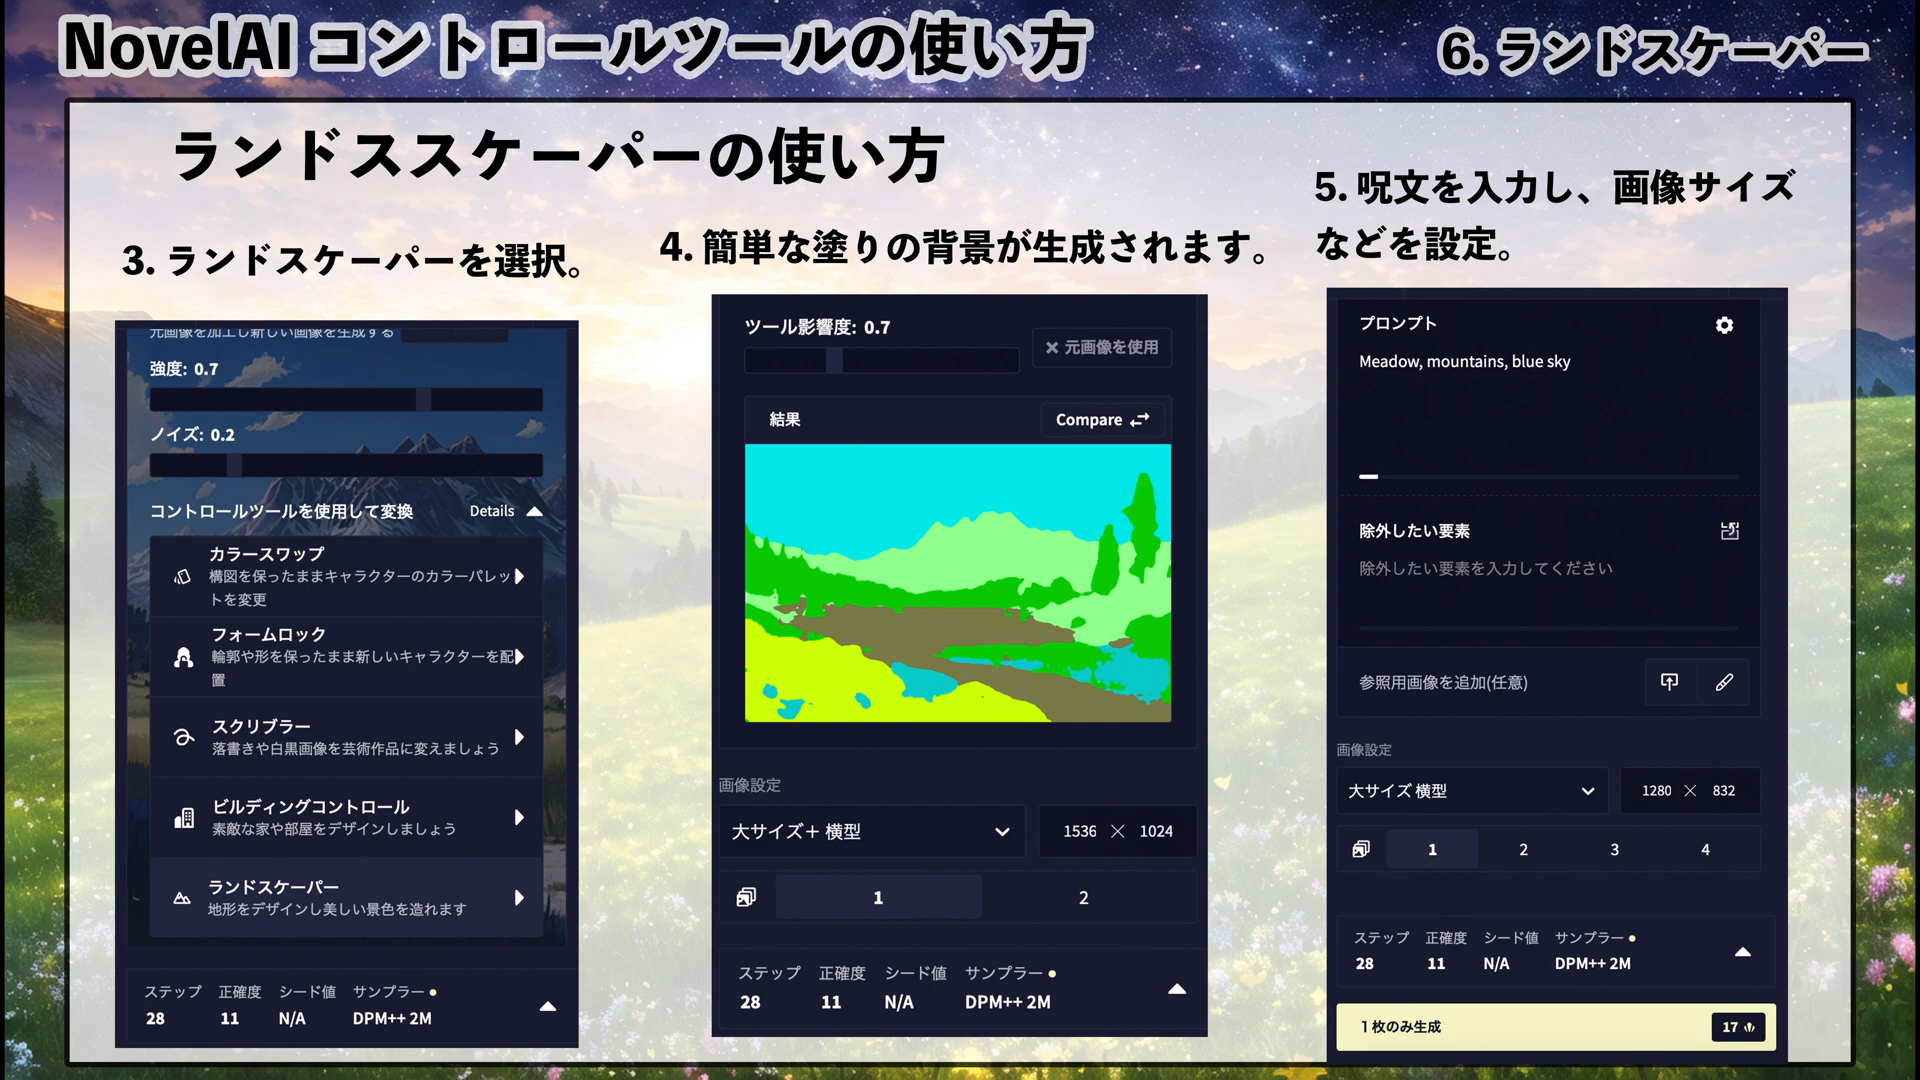 NovelAI コントロールツールの使い方
6. ランドスケーパー
ランドススケーパーの使い方
3. ランドスケーパーを選択。
元画像を加工し新しい画像を生成する
強度: 0.7
ノイズ: 0.2
コントロールツールを使用して変換 Details
カラースワップ
構図を保ったままキャラクターのカラーパレッ
トを変更
フォームロック
輪郭や形を保ったまま新しいキャラクターを配
置
スクリブラー
落書きや白黒画像を芸術作品に変えましょう
ビルディングコントロール
素敵な家や部屋をデザインしましょう
ランドスケーパー
地形をデザインし美しい景色を造れます
ステップ 正確度 シード値 サンプラー
28 11 N/A DPM++ 2M
4. 簡単な塗りの背景が生成されます。
ツール影響度: 0.7
元画像を使用
結果 Compare
画像設定
大サイズ＋ 横型 1536 × 1024
1 2
ステップ 正確度 シード値 サンプラー
28 11 N/A DPM++ 2M
5. 呪文を入力し、画像サイズ
などを設定。
プロンプト
Meadow, mountains, blue sky
除外したい要素
除外したい要素を入力してください
参照用画像を追加(任意)
画像設定
大サイズ 横型 1280 × 832
1 2 3 4
ステップ 正確度 シード値 サンプラー
28 11 N/A DPM++ 2M
1 枚のみ生成 17